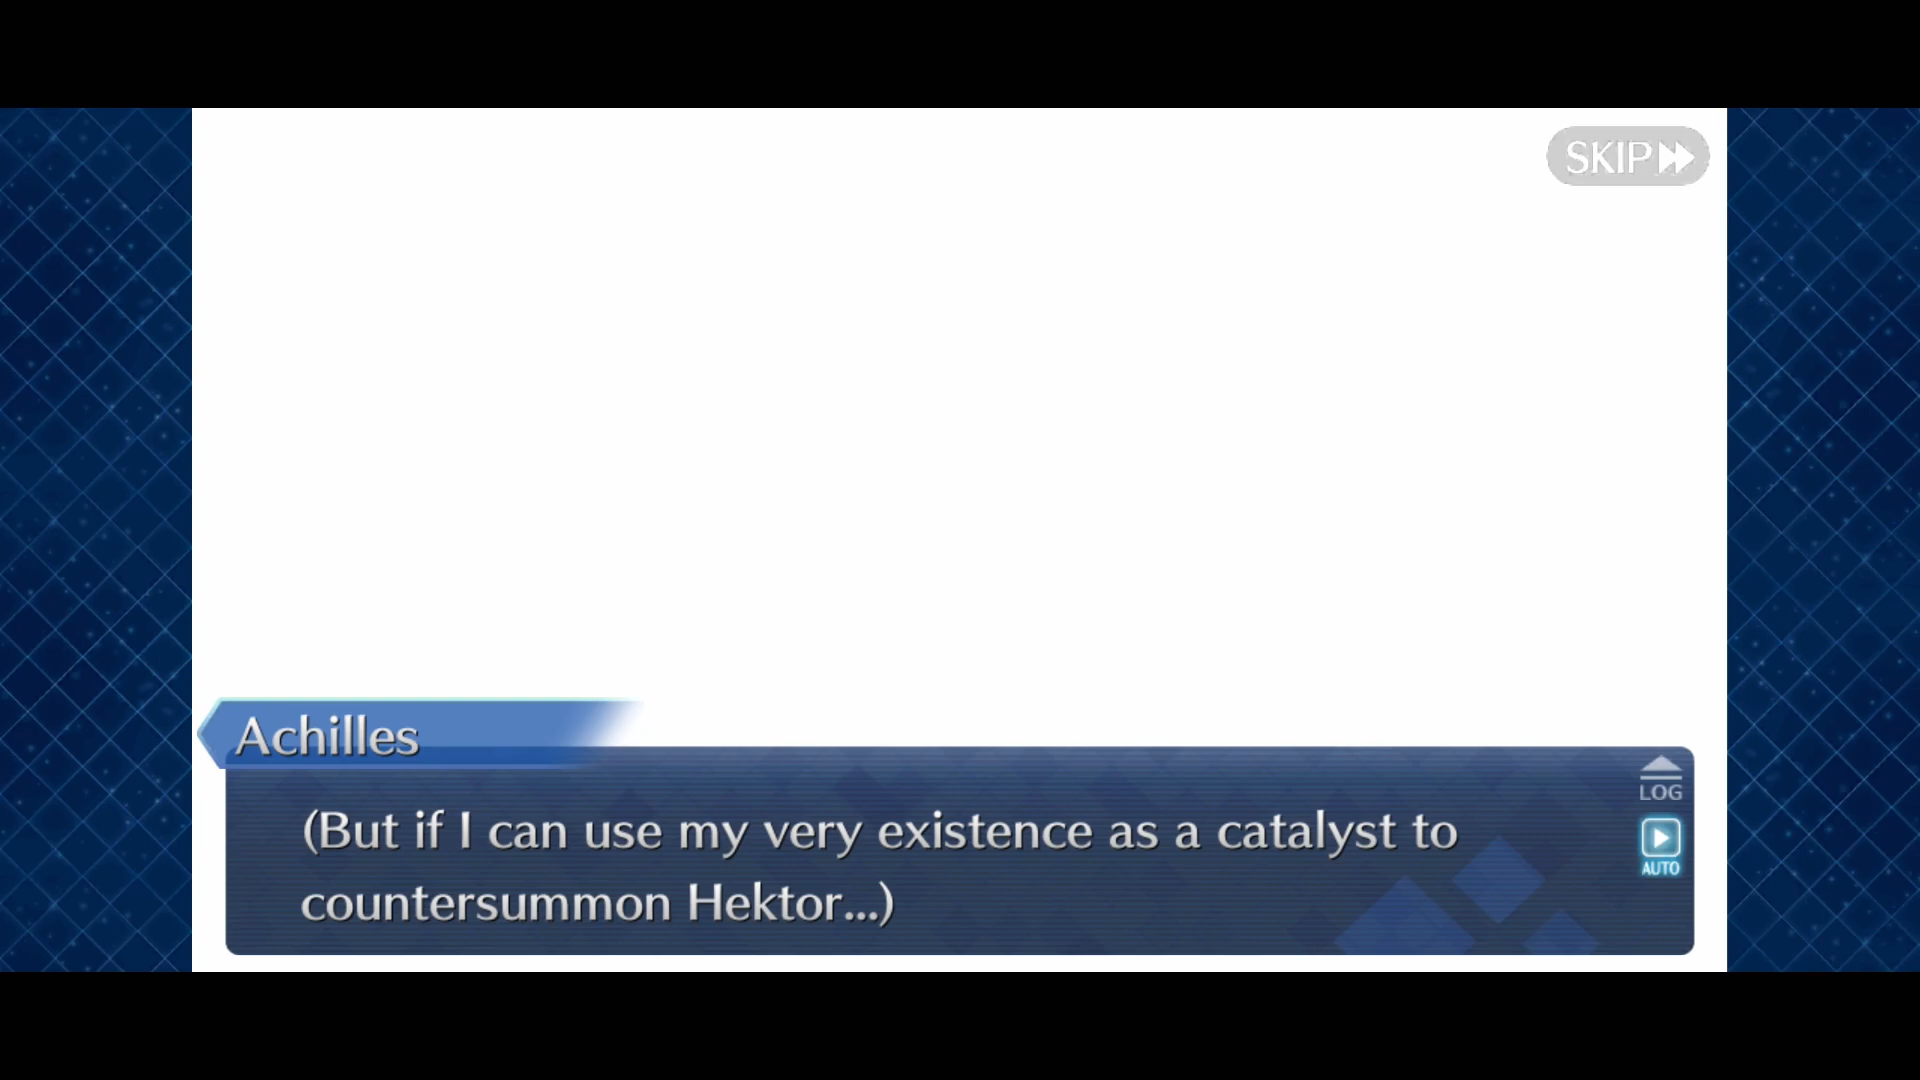 SKIP
Achilles
LOG
(But if I can use my very existence as a catalyst to
AUTO
countersummon Hektor...)